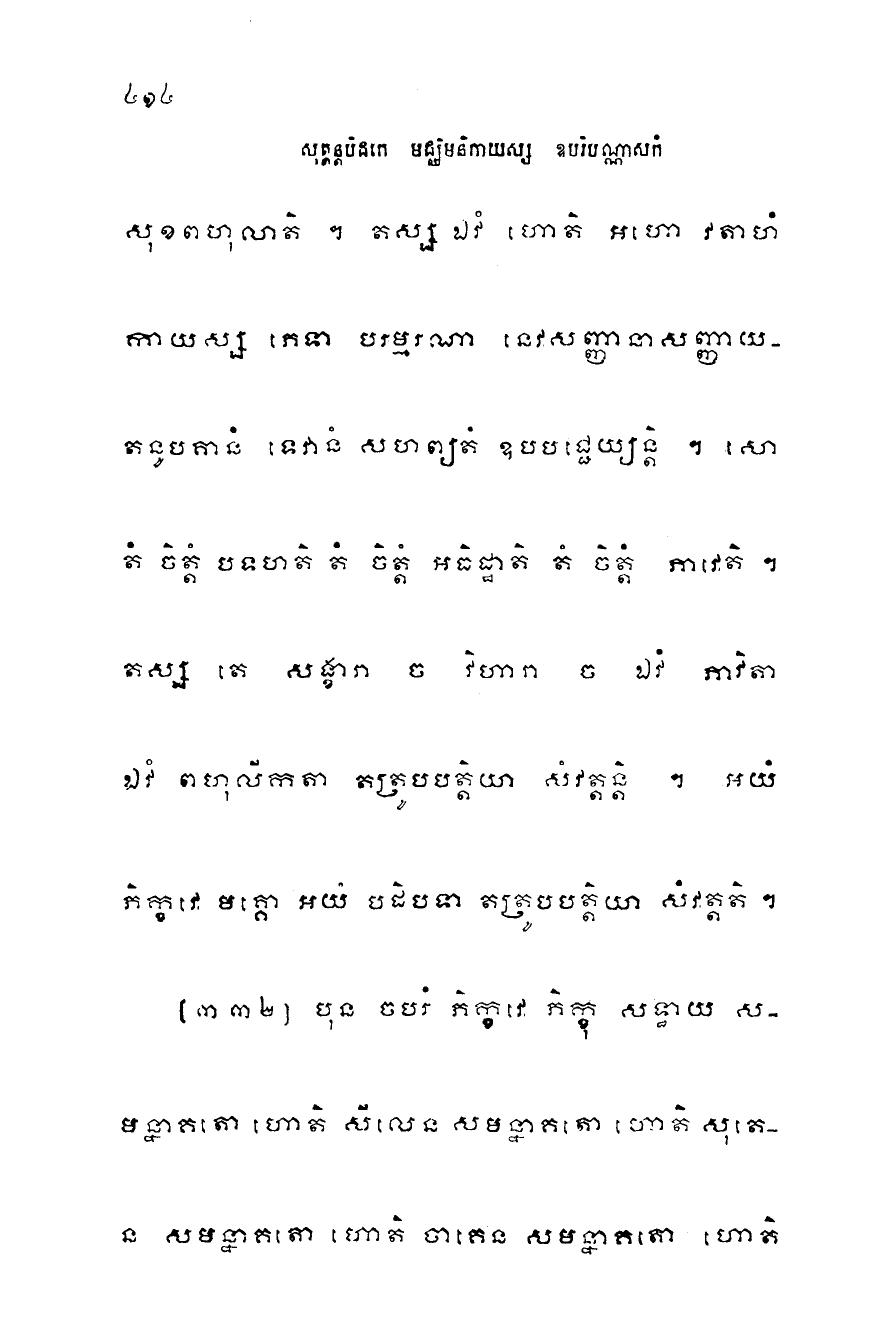 ៤១៤
សុត្តន្តបិដកេ មជ្ឈិមនិកាយស្ស ឧបរិបណ្ណាសកំ
សុខពហុលាតិ ។ តស្ស ឯវំ ហោតិ អហោ វតាហំ
កាយស្ស ភេទា បរម្មរណា នេវសញ្ញានាសញ្ញាយ-
តនូបគានំ ទេវានំ សហព្យតំ ឧបបជ្ជេយ្យន្តិ ។ សោ
តំ ចិត្តំ បទហតិ តំ ចិត្តំ អធិដ្ឋាតិ តំ ចិត្តំ ភាវេតិ ។
តស្ស តេ សង្ខារា ច វិហារា ច ឯវំ ភាវិតា
ឯវំ ពហុលីកតា តត្រូបបត្តិយា សំវត្តន្តិ ។ អយំ
ភិក្ខវេ មគ្គោ អយំ បដិបទា តត្រូបបត្តិយា សំវត្តតិ ។
[៣៣២] បុន ចបរំ ភិក្ខវេ ភិក្ខុ សទ្ធាយ ស-
មន្នាគតោ ហោតិ សីលេន សមន្នាគតោ ហោតិ សុតេ-
ន សមន្នាគតោ ហោតិ ចាគេន សមន្នាគតោ ហោតិ